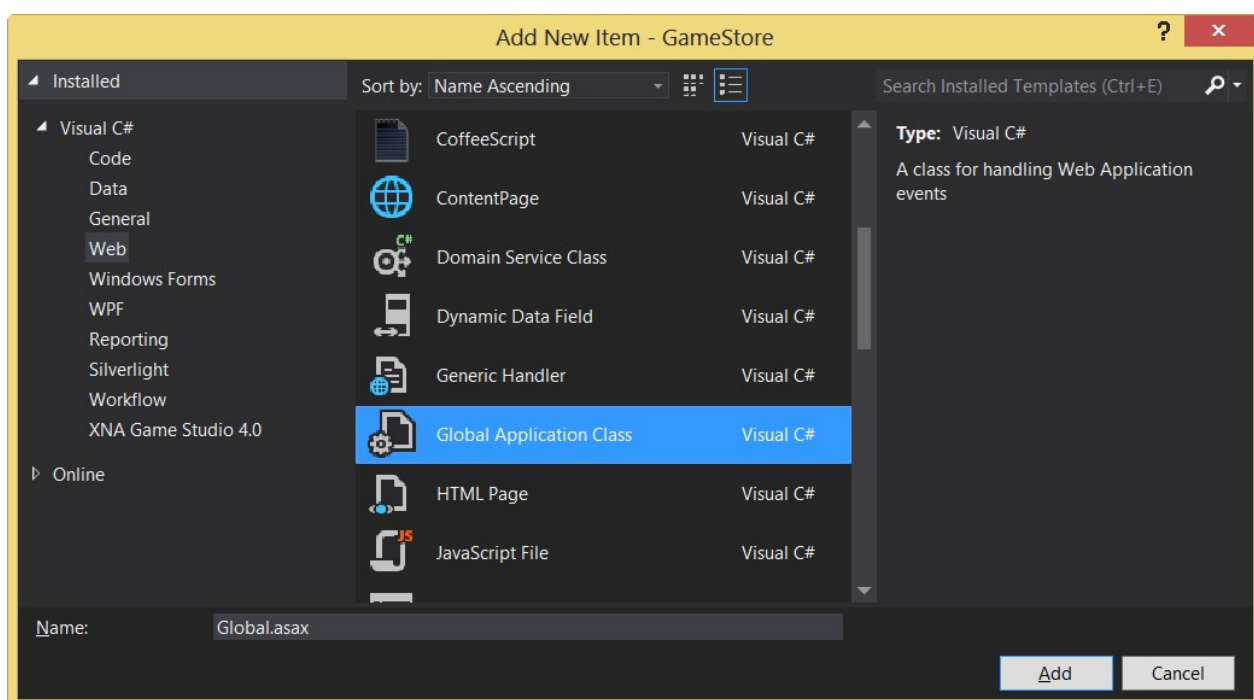 Add New Item - GameStore
?
Installed
Sort by: Name Ascending
Search Installed Templates (Ctrl+E)
Visual C#
Code
Data
General
Web
Windows Forms
WPF
Reporting
Silverlight
Workflow
XNA Game Studio 4.0
Online
CoffeeScript Visual C#
ContentPage Visual C#
C#
Domain Service Class Visual C#
Dynamic Data Field Visual C#
Generic Handler Visual C#
Global Application Class Visual C#
HTML Page Visual C#
JS
JavaScript File Visual C#
Type: Visual C#
A class for handling Web Application
events
Name: Global.asax
Add Cancel